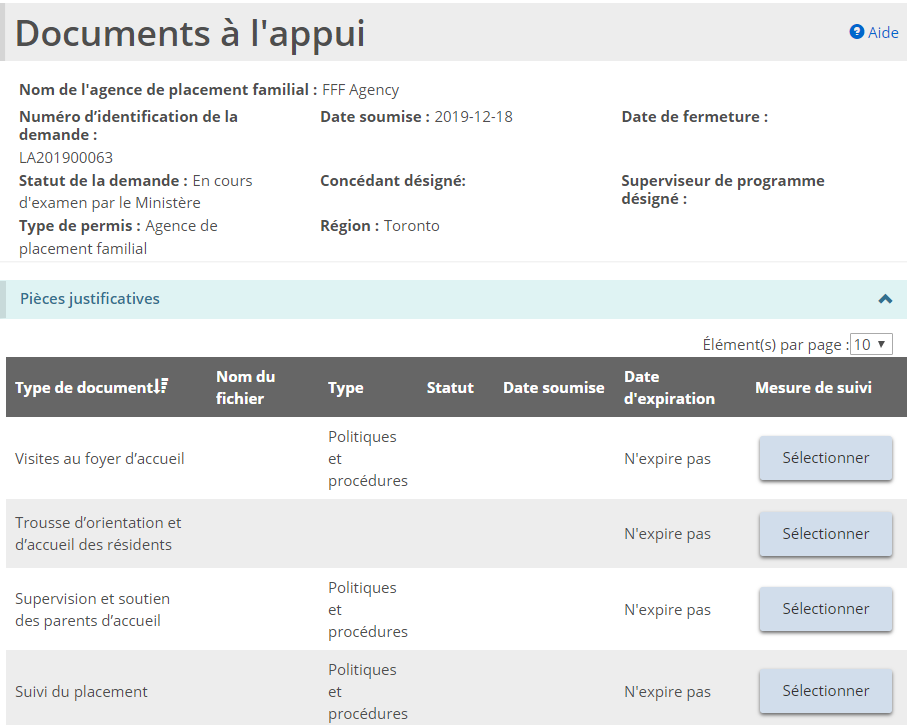 Documents à l'appui
Aide
Nom de l'agence de placement familial : FFF Agency
Numéro d’identification de la demande :
LA201900063
Date soumise : 2019-12-18
Date de fermeture :
Statut de la demande : En cours
d'examen par le Ministère
Concédant désigné:
Superviseur de programme
désigné :
Type de permis : Agence de
placement familial
Région : Toronto
Pièces justificatives
Élément(s) par page : 10
Type de document
Nom du
fichier
Type
Statut
Date soumise
Date
d'expiration
Mesure de suivi
Visites au foyer d’accueil
Politiques
et
procédures
N'expire pas
Sélectionner
Trousse d’orientation et
d’accueil des résidents
N'expire pas
Sélectionner
Supervision et soutien
des parents d’accueil
Politiques
et
procédures
N'expire pas
Sélectionner
Suivi du placement
Politiques
et
procédures
N'expire pas
Sélectionner